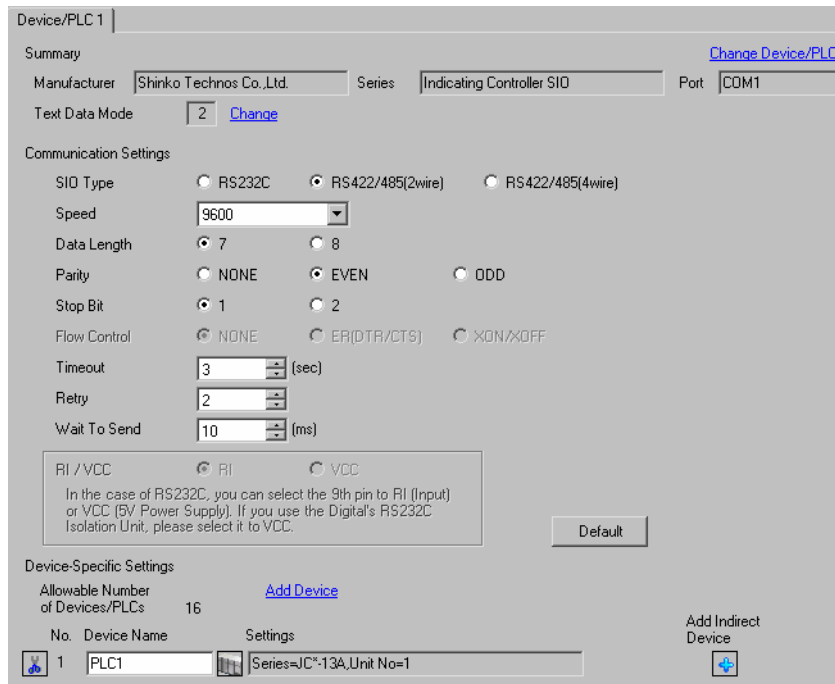 Device/PLC 1
Summary
Change Device/PLC
Manufacturer Shinko Technos Co.,Ltd. Series Indicating Controller SIO Port COM1
Text Data Mode 2 Change
Communication Settings
SIO Type RS232C RS422/485(2wire) RS422/485(4wire)
Speed 9600
Data Length 7 8
Parity NONE EVEN ODD
Stop Bit 1 2
Flow Control NONE ER(DTR/CTS) XON/XOFF
Timeout 3 (sec)
Retry 2
Wait To Send 10 (ms)
RI / VCC RI VCC
In the case of RS232C, you can select the 9th pin to RI (Input)
or VCC (5V Power Supply). If you use the Digital's RS232C
Isolation Unit, please select it to VCC.
Default
Device-Specific Settings
Allowable Number
of Devices/PLCs 16
Add Device
Add Indirect
Device
No. Device Name Settings
1 PLC1 Series=JC*-13A,Unit No=1